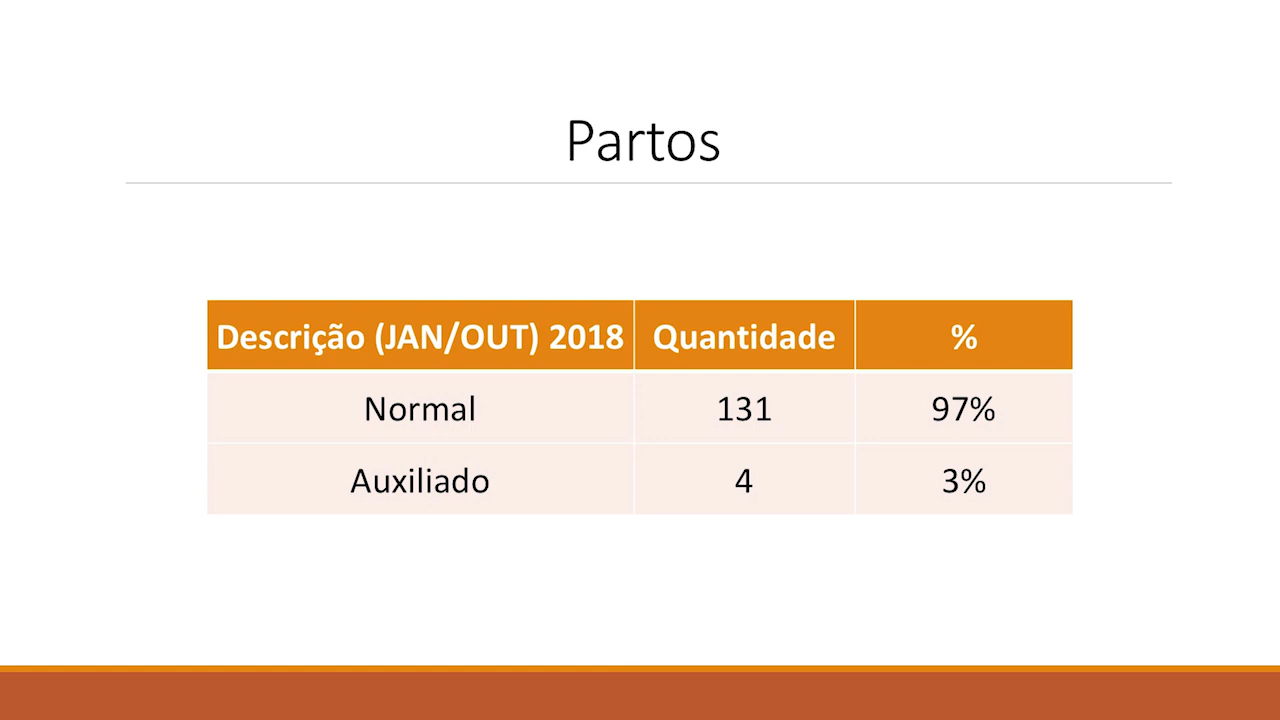 Partos
Descrição (JAN/OUT) 2018 Quantidade %
Normal 131 97%
Auxiliado 4 3%